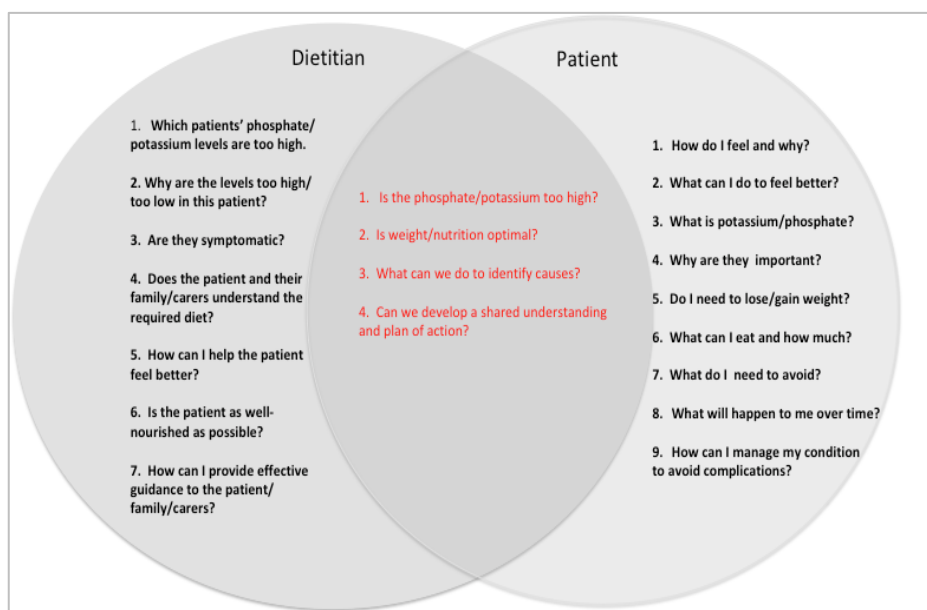 Dietitian
Patient
1. Which patients' phosphate/
potassium levels are too high.
2. Why are the levels too high/
too low in this patient?
3. Are they symptomatic?
4. Does the patient and their
family/carers understand the
required diet?
5. How can I help the patient
feel better?
6. Is the patient as well-
nourished as possible?
7. How can I provide effective
guidance to the patient/
family/carers?
1. Is the phosphate/potassium too high?
2. Is weight/nutrition optimal?
3. What can we do to identify causes?
4. Can we develop a shared understanding
and plan of action?
1. How do I feel and why?
2. What can I do to feel better?
3. What is potassium/phosphate?
4. Why are they important?
5. Do I need to lose/gain weight?
6. What can I eat and how much?
7. What do I need to avoid?
8. What will happen to me over time?
9. How can I manage my condition
to avoid complications?